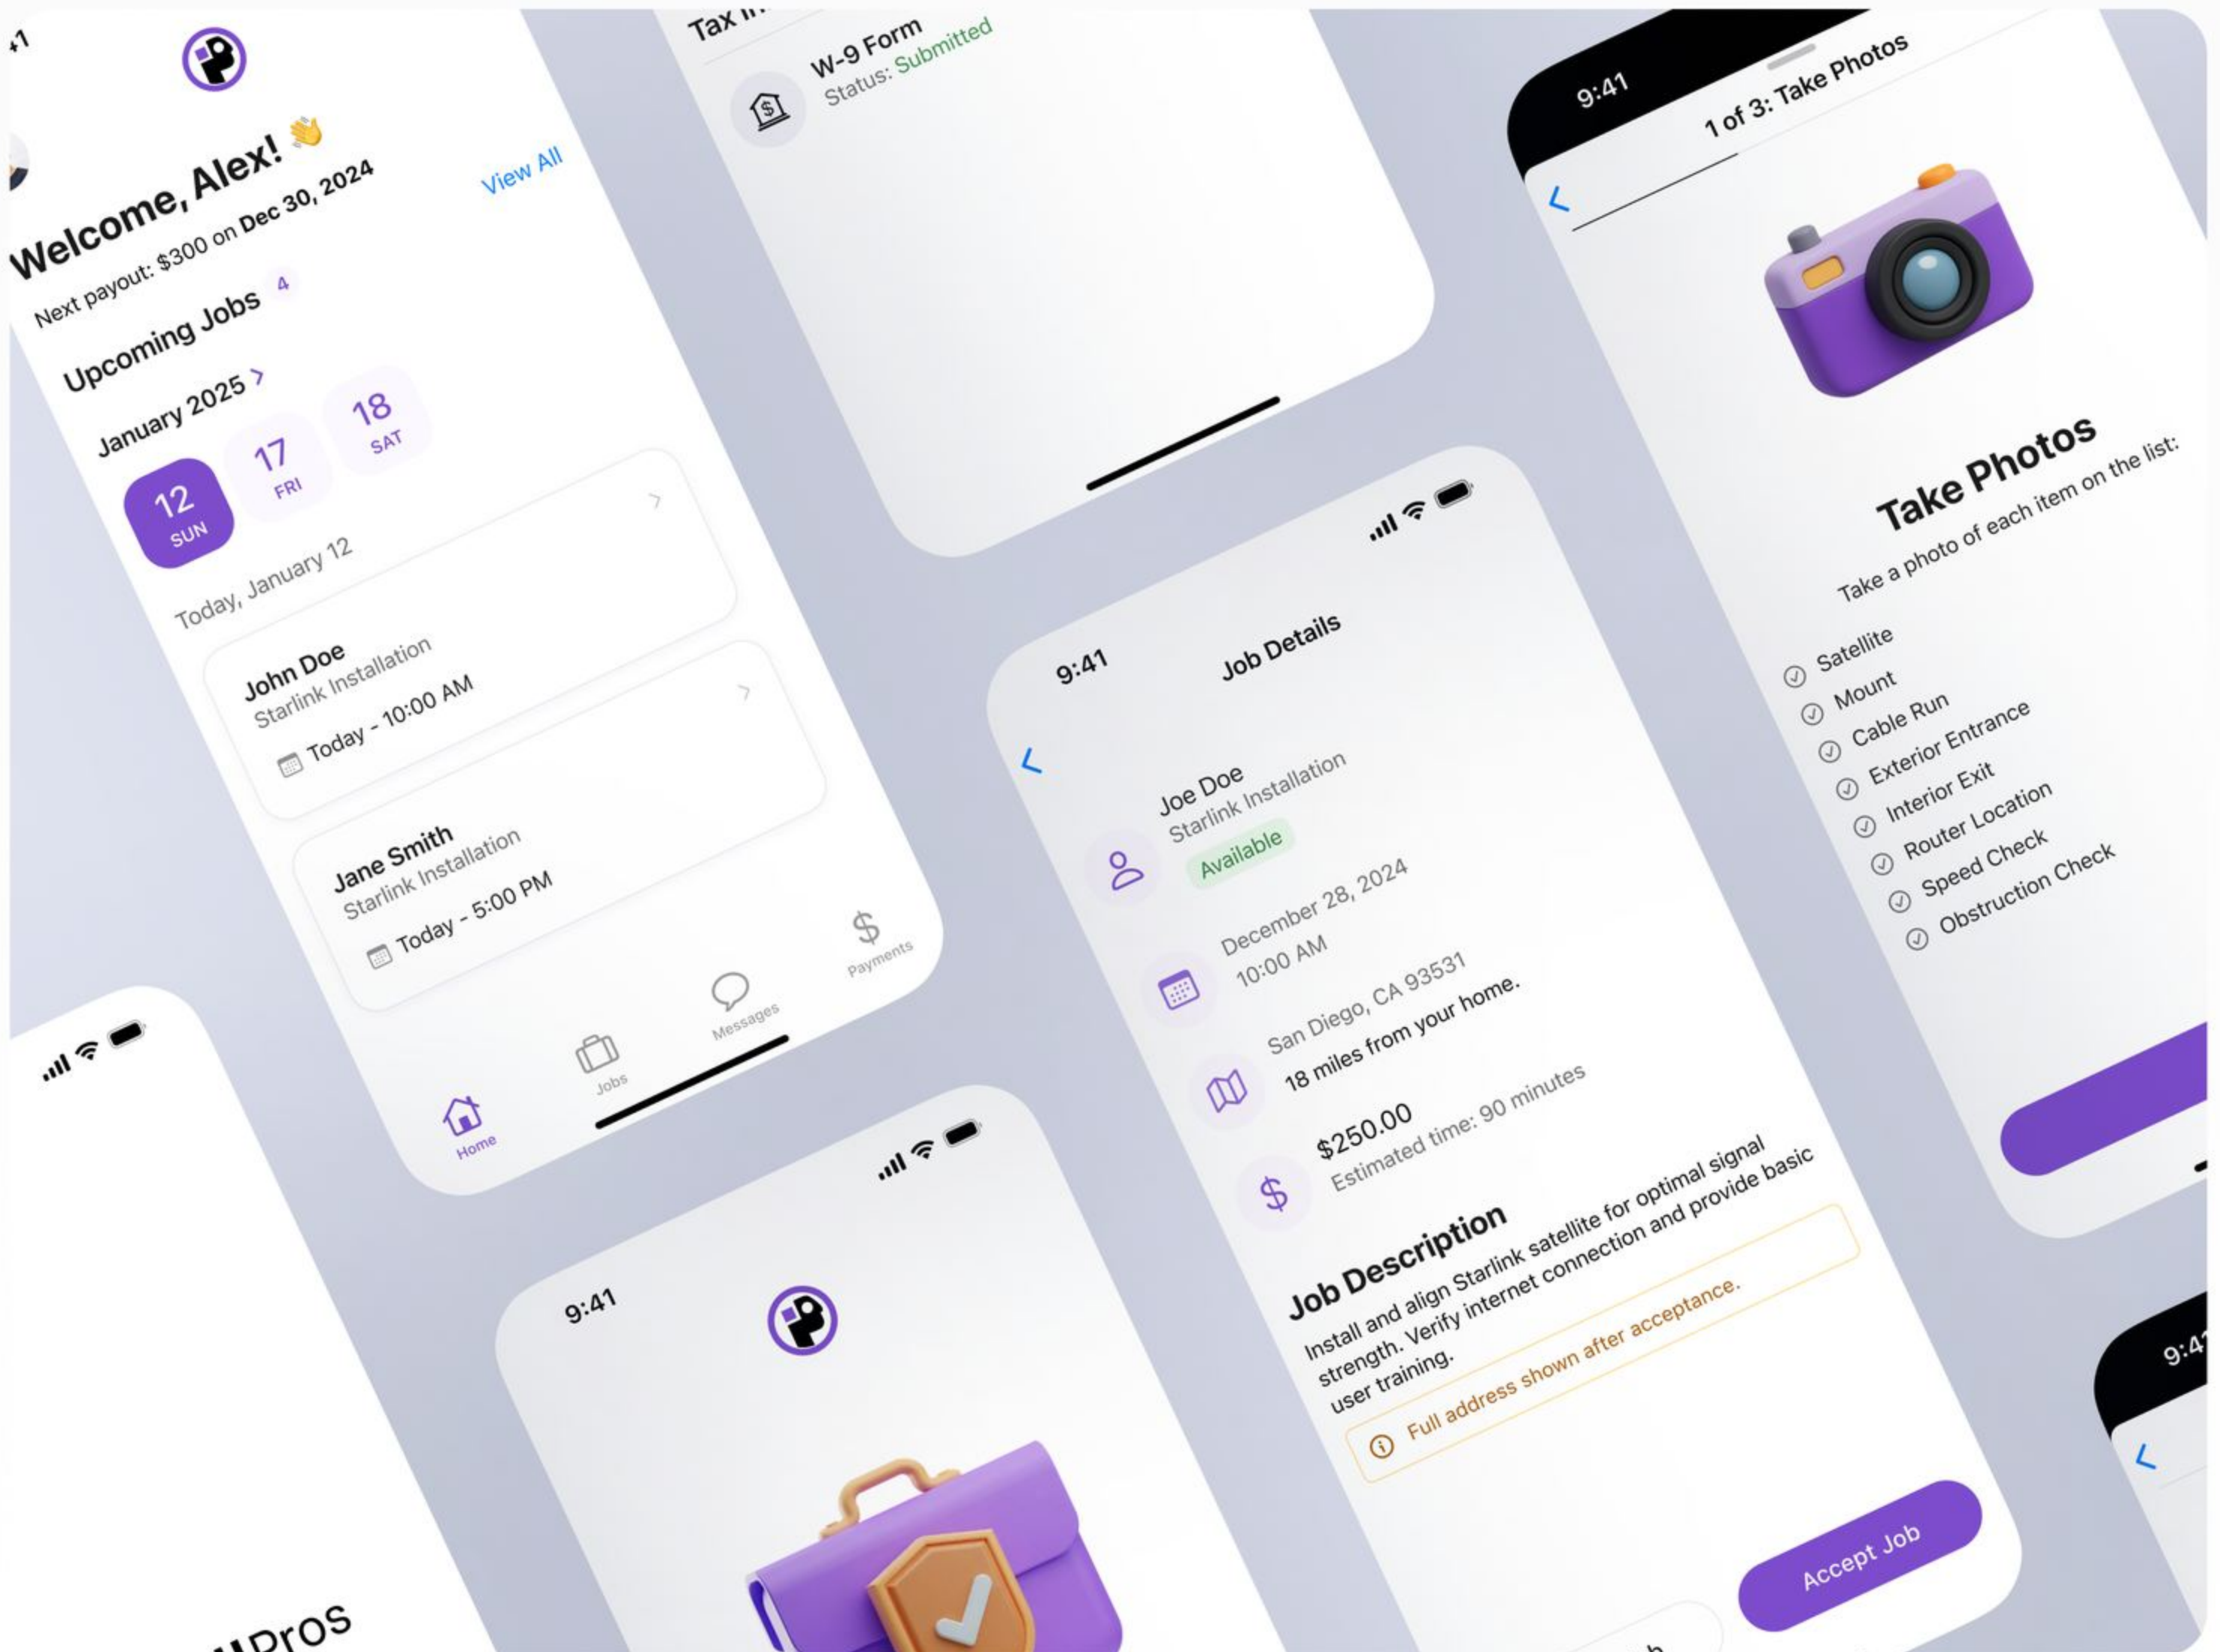 Welcome, Alex! 👋
Next payout: $300 on Dec 30, 2024
Upcoming Jobs 4
View All
January 2025 >
12
SUN
17
FRI
18
SAT
Today, January 12
John Doe
Starlink Installation
Today - 10:00 AM
Jane Smith
Starlink Installation
Today - 5:00 PM
Home
Jobs
Messages
Payments
Tax
W-9 Form
Status: Submitted
9:41
1 of 3: Take Photos
Take Photos
Take a photo of each item on the list:
Satellite
Mount
Cable Run
Exterior Entrance
Interior Exit
Router Location
Speed Check
Obstruction Check
9:41
Job Details
Joe Doe
Starlink Installation
Available
December 28, 2024
10:00 AM
San Diego, CA 93531
18 miles from your home.
$250.00
Estimated time: 90 minutes
Job Description
Install and align Starlink satellite for optimal signal
strength. Verify internet connection and provide basic
user training.
Full address shown after acceptance.
Accept Job
9:41
Pros
9:41